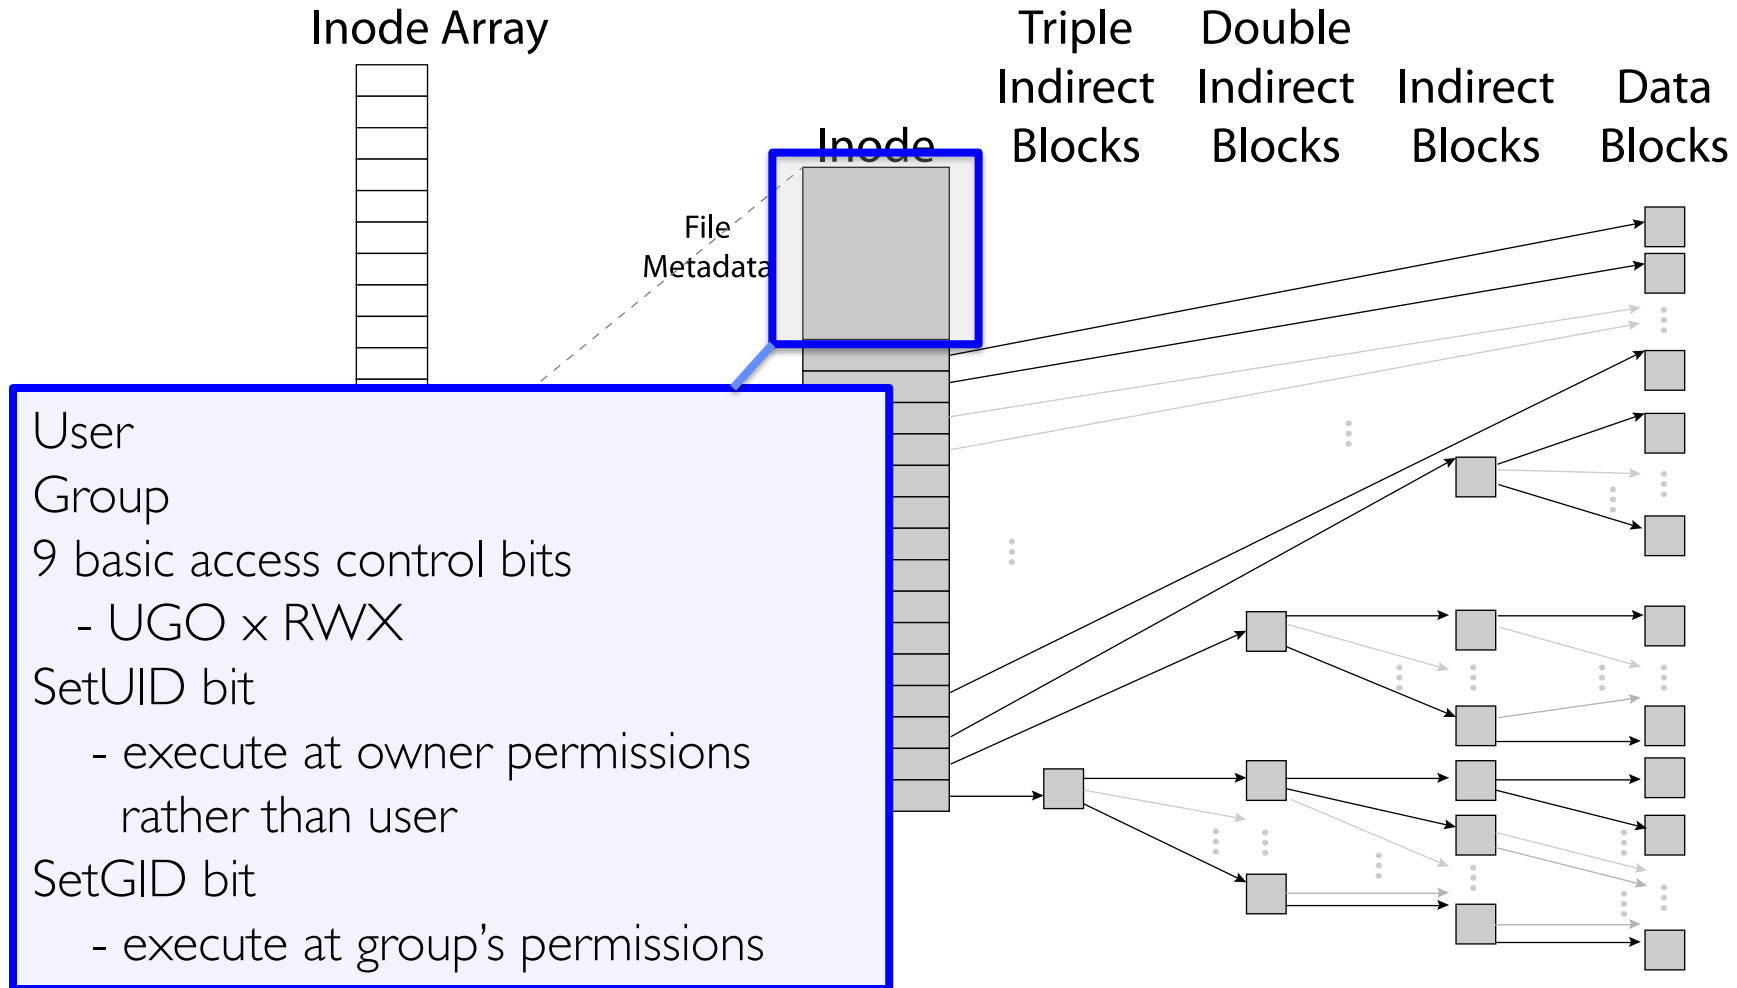 Inode Array
Triple
Indirect
Blocks
Double
Indirect
Blocks
Indirect
Blocks
Data
Blocks
Inode
File
Metadata
User
Group
9 basic access control bits
- UGO x RWX
SetUID bit
- execute at owner permissions
rather than user
SetGID bit
- execute at group's permissions